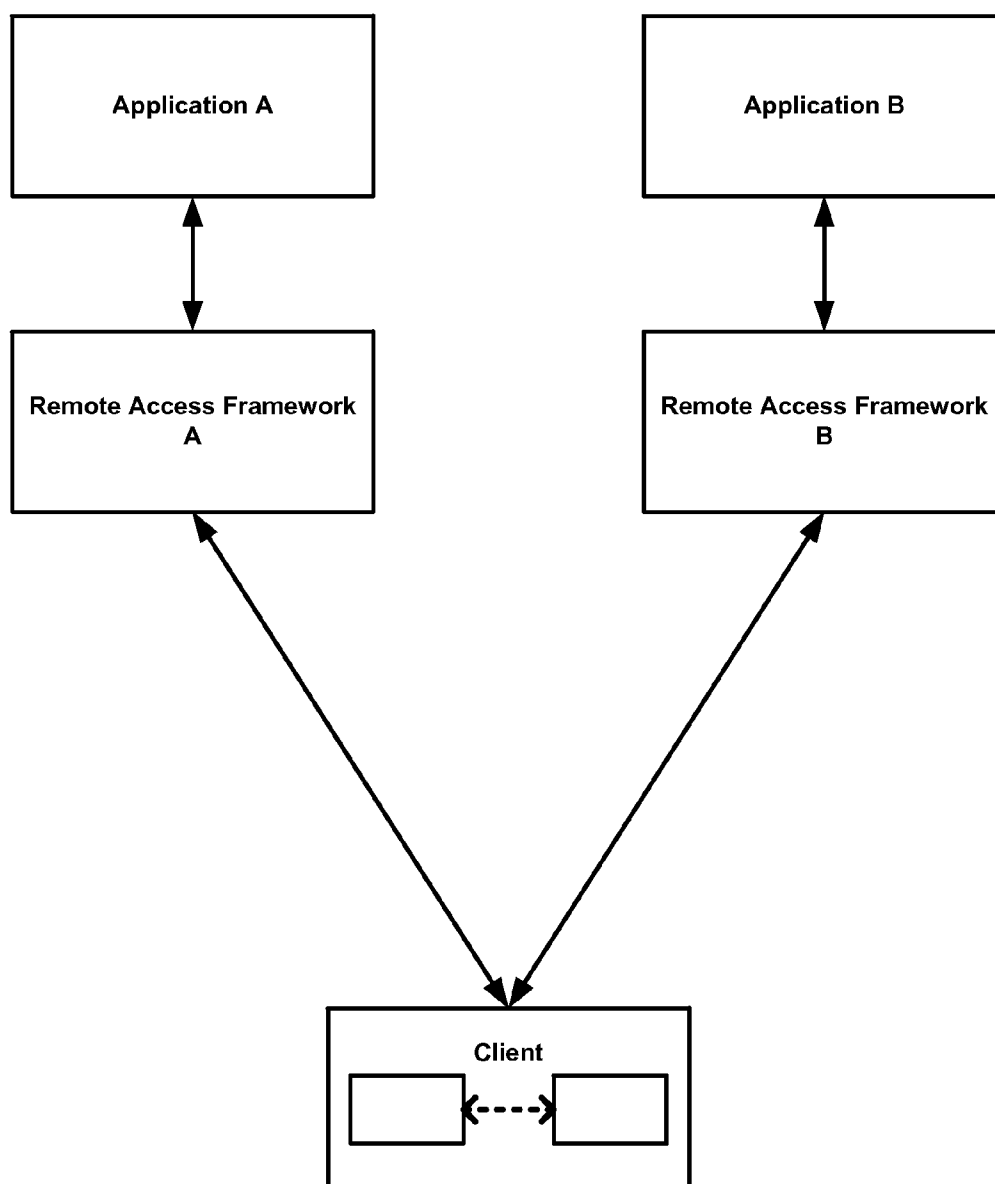 Application A
Application B
Remote Access Framework
A
Remote Access Framework
B
Client